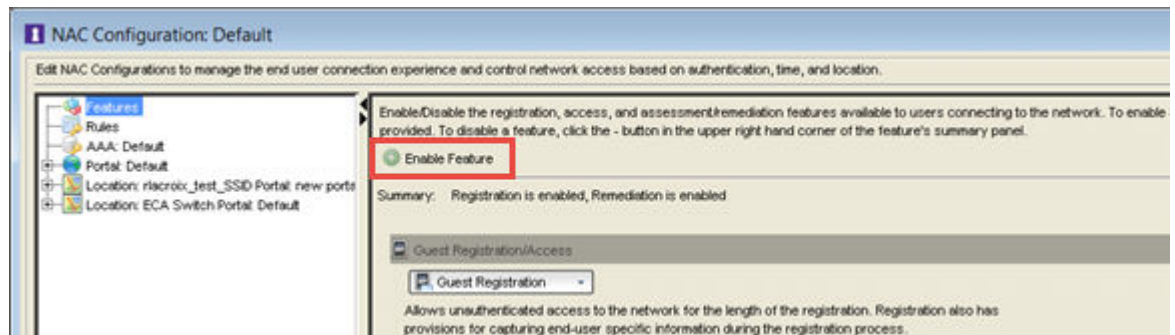 NAC Configuration: Default
Edit NAC Configurations to manage the end user connection experience and control network access based on authentication, time, and location.
Features
Rules
AAA: Default
Portal: Default
Location: rlacroix_test_SSID Portal: new porta
Location: ECA Switch Portal: Default
Enable/Disable the registration, access, and assessment/remediation features available to users connecting to the network. To enable
provided. To disable a feature, click the - button in the upper right hand corner of the feature's summary panel.
Enable Feature
Summary: Registration is enabled, Remediation is enabled
Guest Registration/Access
Guest Registration
Allows unauthenticated access to the network for the length of the registration. Registration also has
provisions for capturing end-user specific information during the registration process.